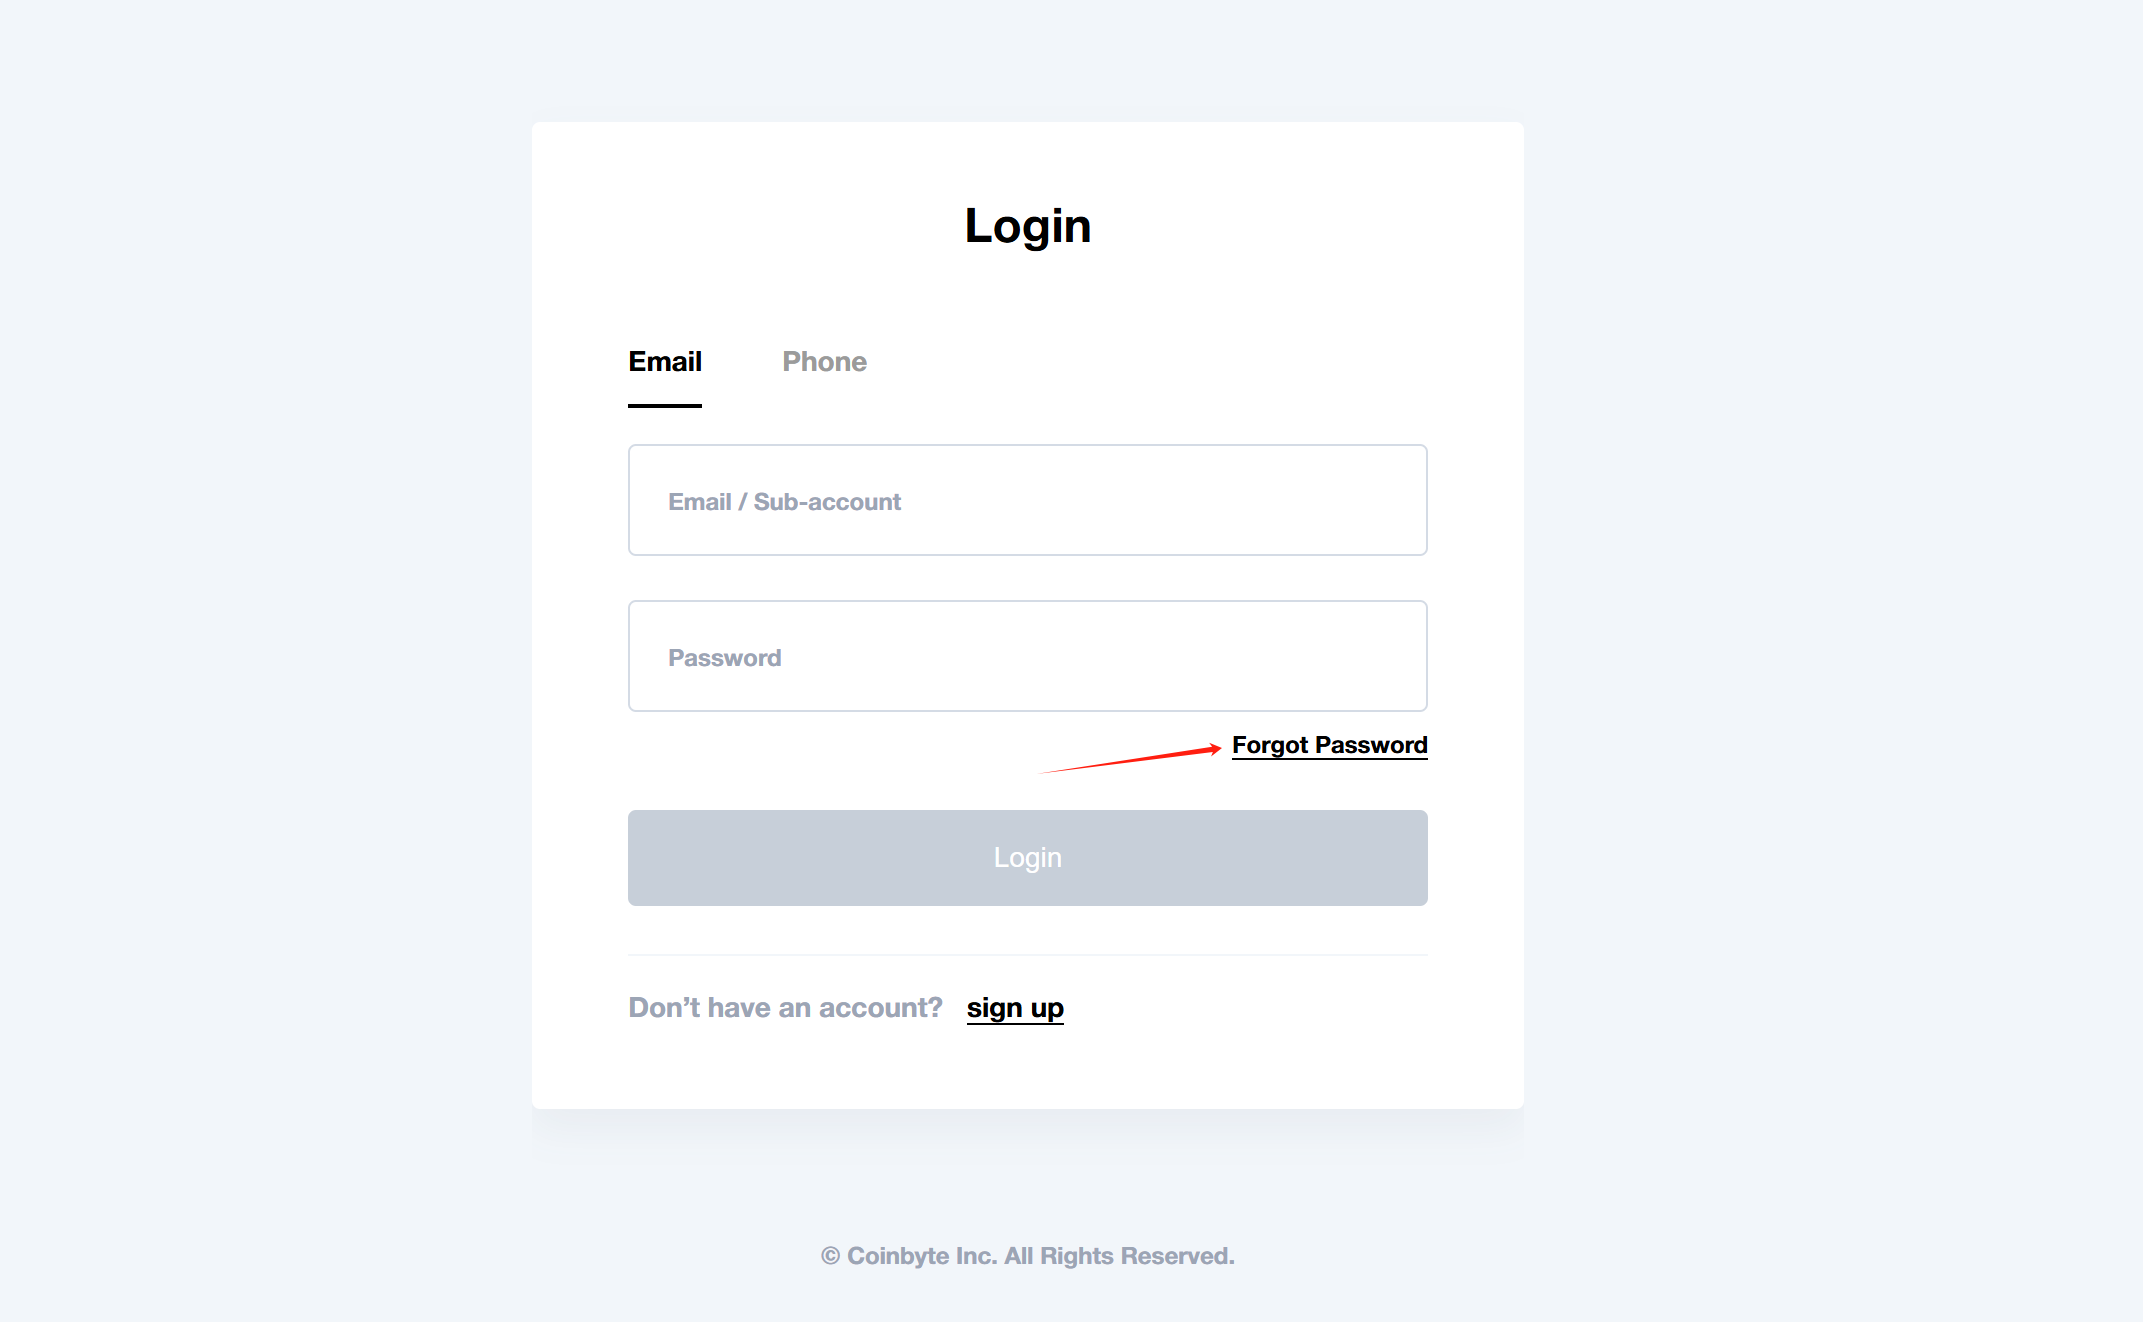 Login
Email Phone
Email / Sub-account
Password
Forgot Password
Login
Don’t have an account? sign up
© Coinbyte Inc. All Rights Reserved.